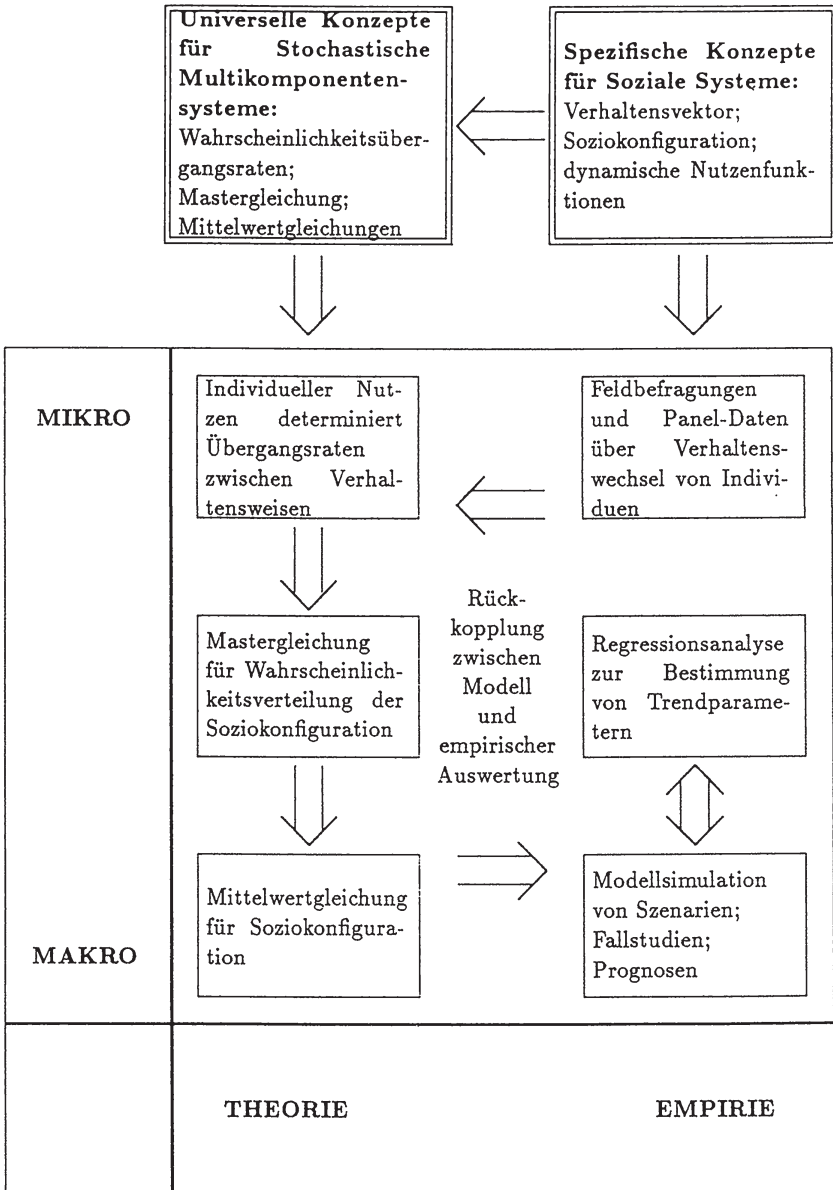 Universelle Konzepte
für Stochastische
Multikomponenten-
systeme:
Wahrscheinlichkeitsüber-
gangsraten;
Mastergleichung;
Mittelwertgleichungen
Spezifische Konzepte
für Soziale Systeme:
Verhaltensvektor;
Soziokonfiguration;
dynamische Nutzenfunk-
tionen
MIKRO
Individueller Nut-
zen determiniert
Übergangsraten
zwischen Verhal-
tensweisen
Feldbefragungen
und Panel-Daten
über Verhaltens-
wechsel von Indivi-
duen
Mastergleichung
für Wahrscheinlich-
keitsverteilung der
Soziokonfiguration
Rück-
kopplung
zwischen
Modell
und
empirischer
Auswertung
Regressionsanalyse
zur Bestimmung
von Trendparame-
tern
MAKRO
Mittelwertgleichung
für Soziokonfigura-
tion
Modellsimulation
von Szenarien;
Fallstudien;
Prognosen
THEORIE
EMPIRIE